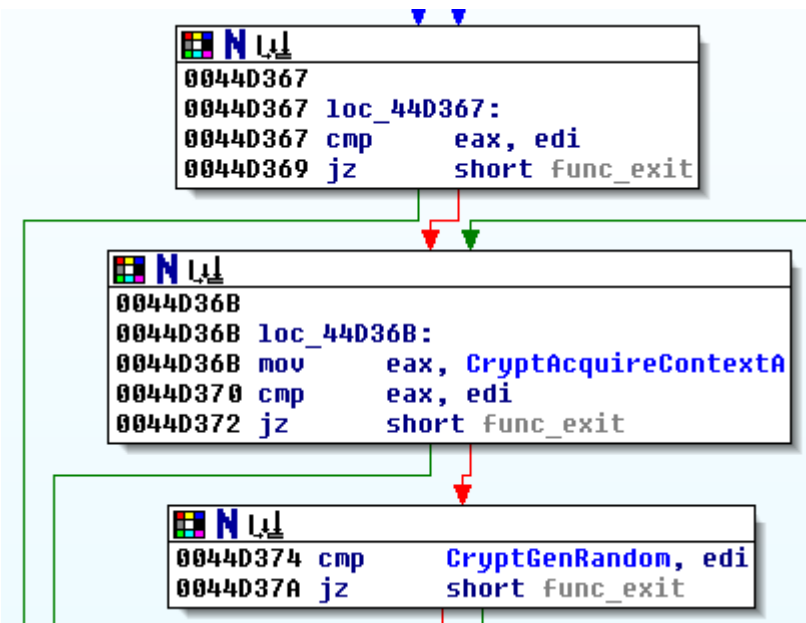 N
0044D367
0044D367 loc_44D367:
0044D367 cmp eax, edi
0044D369 jz short func_exit
N
0044D36B
0044D36B loc_44D36B:
0044D36B mov eax, CryptAcquireContextA
0044D370 cmp eax, edi
0044D372 jz short func_exit
N
0044D374 cmp CryptGenRandom, edi
0044D37A jz short func_exit